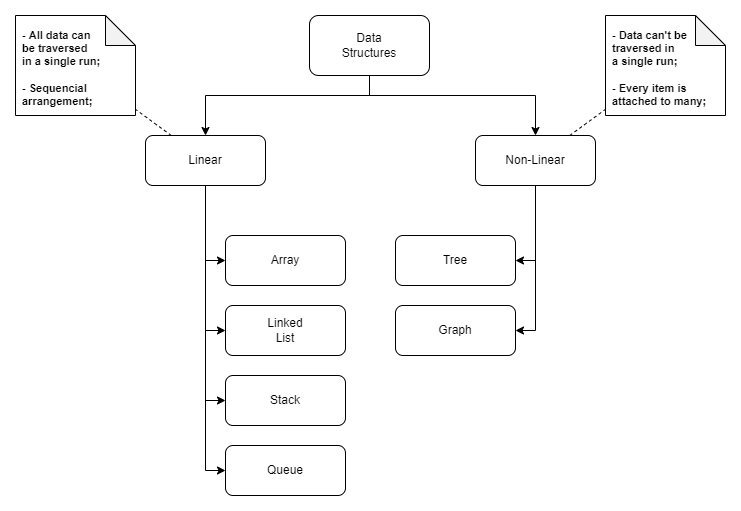 - All data can
be traversed
in a single run;
- Sequencial
arrangement;
Data
Structures
- Data can't be
traversed in
a single run;
- Every item is
attached to many;
Linear
Non-Linear
Array
Tree
Linked
List
Graph
Stack
Queue